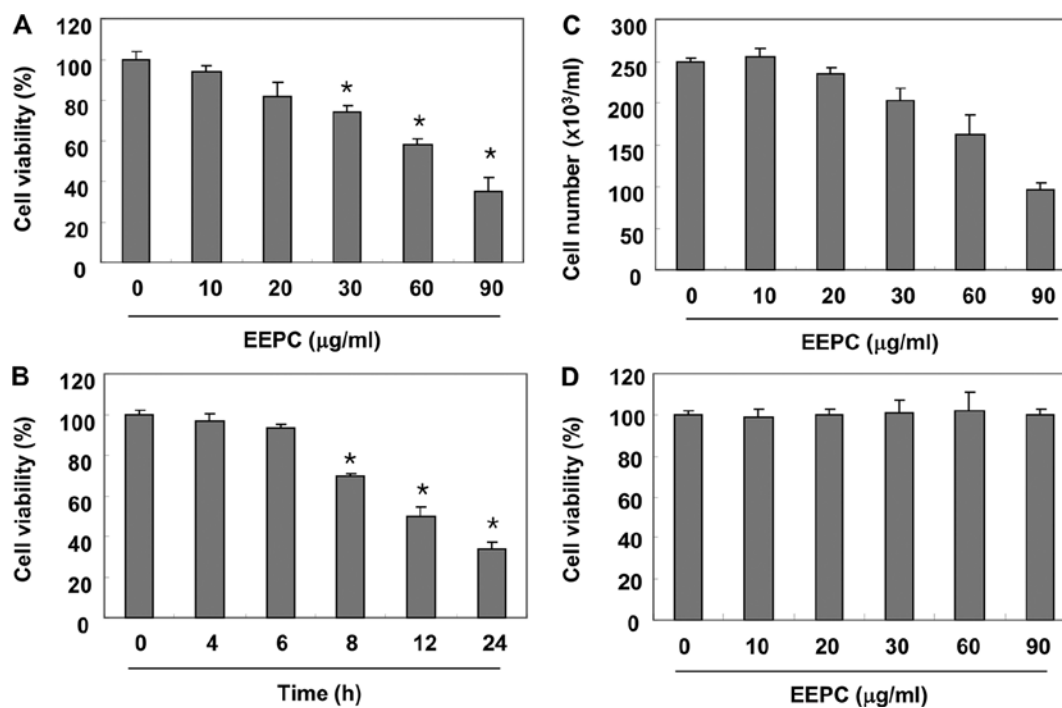 A
120
100
80
60
40
20
0
Cell viability (%)
*
*
*
0 10 20 30 60 90
EEPC (μg/ml)
B
120
100
80
60
40
20
0
Cell viability (%)
*
*
*
0 4 6 8 12 24
Time (h)
C
300
250
200
150
100
50
0
Cell number (x10³/ml)
0 10 20 30 60 90
EEPC (μg/ml)
D
120
100
80
60
40
20
0
Cell viability (%)
0 10 20 30 60 90
EEPC (μg/ml)